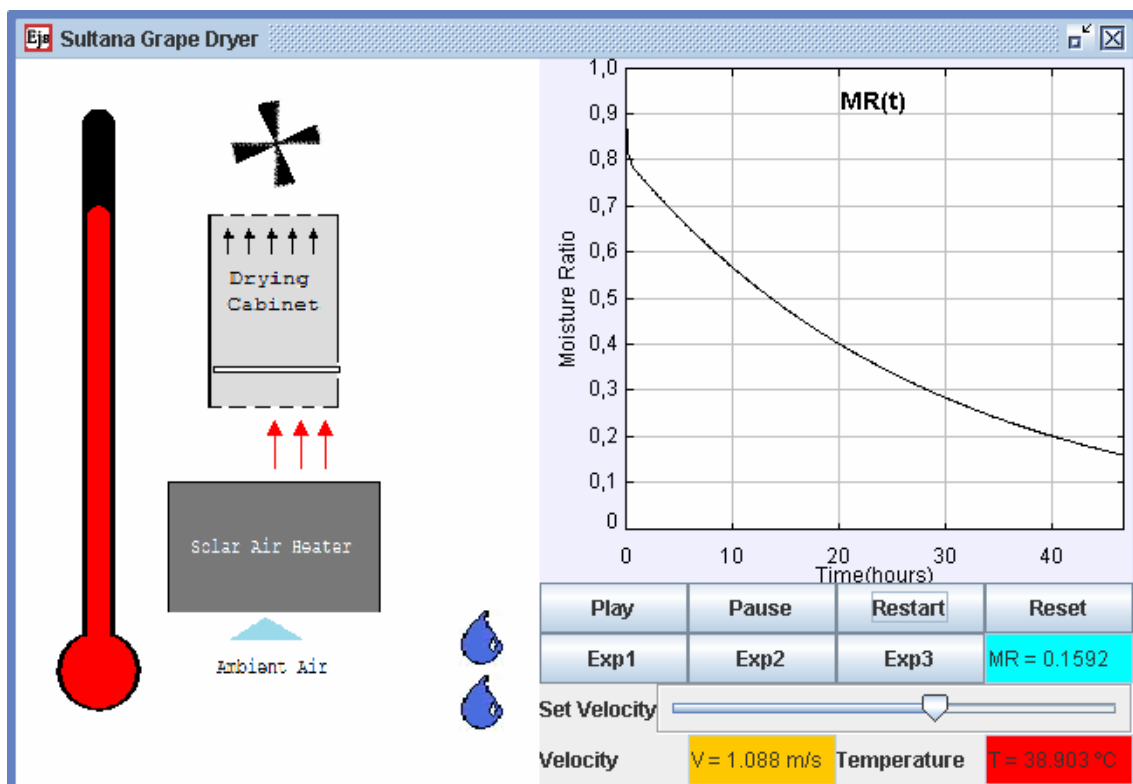 Ejs Sultana Grape Dryer
Drying
Cabinet
Solar Air Heater
Ambient Air
MR(t)
1,0
0,9
0,8
0,7
0,6
0,5
0,4
0,3
0,2
0,1
0
Moisture Ratio
0 10 20 30 40
Time(hours)
Play Pause Restart Reset
Exp1 Exp2 Exp3 MR = 0.1592
Set Velocity
Velocity V = 1.088 m/s Temperature T = 38.903 ºC